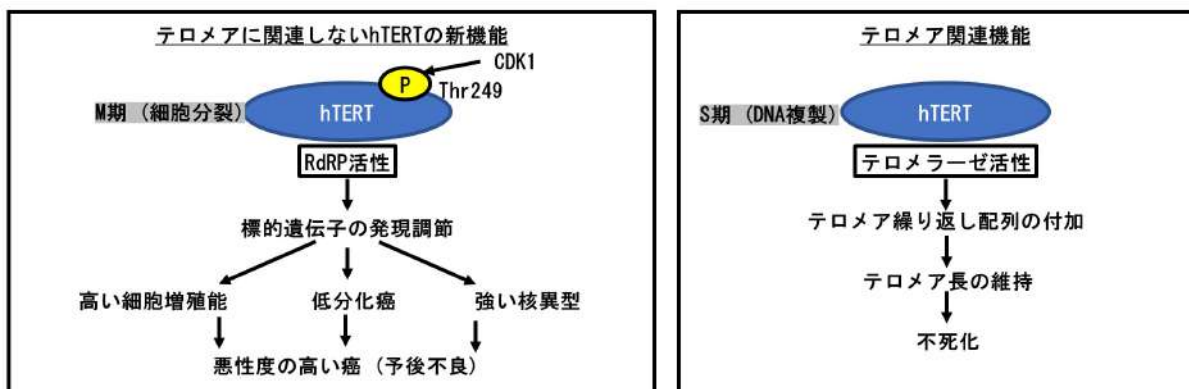 テロメアに関連しないhTERTの新機能
CDK1
P
Thr249
M期 (細胞分裂)
hTERT
RdRP活性
標的遺伝子の発現調節
高い細胞増殖能
低分化癌
強い核異型
悪性度の高い癌 (予後不良)
テロメア関連機能
S期 (DNA複製)
hTERT
テロメラーゼ活性
テロメア繰り返し配列の付加
テロメア長の維持
不死化